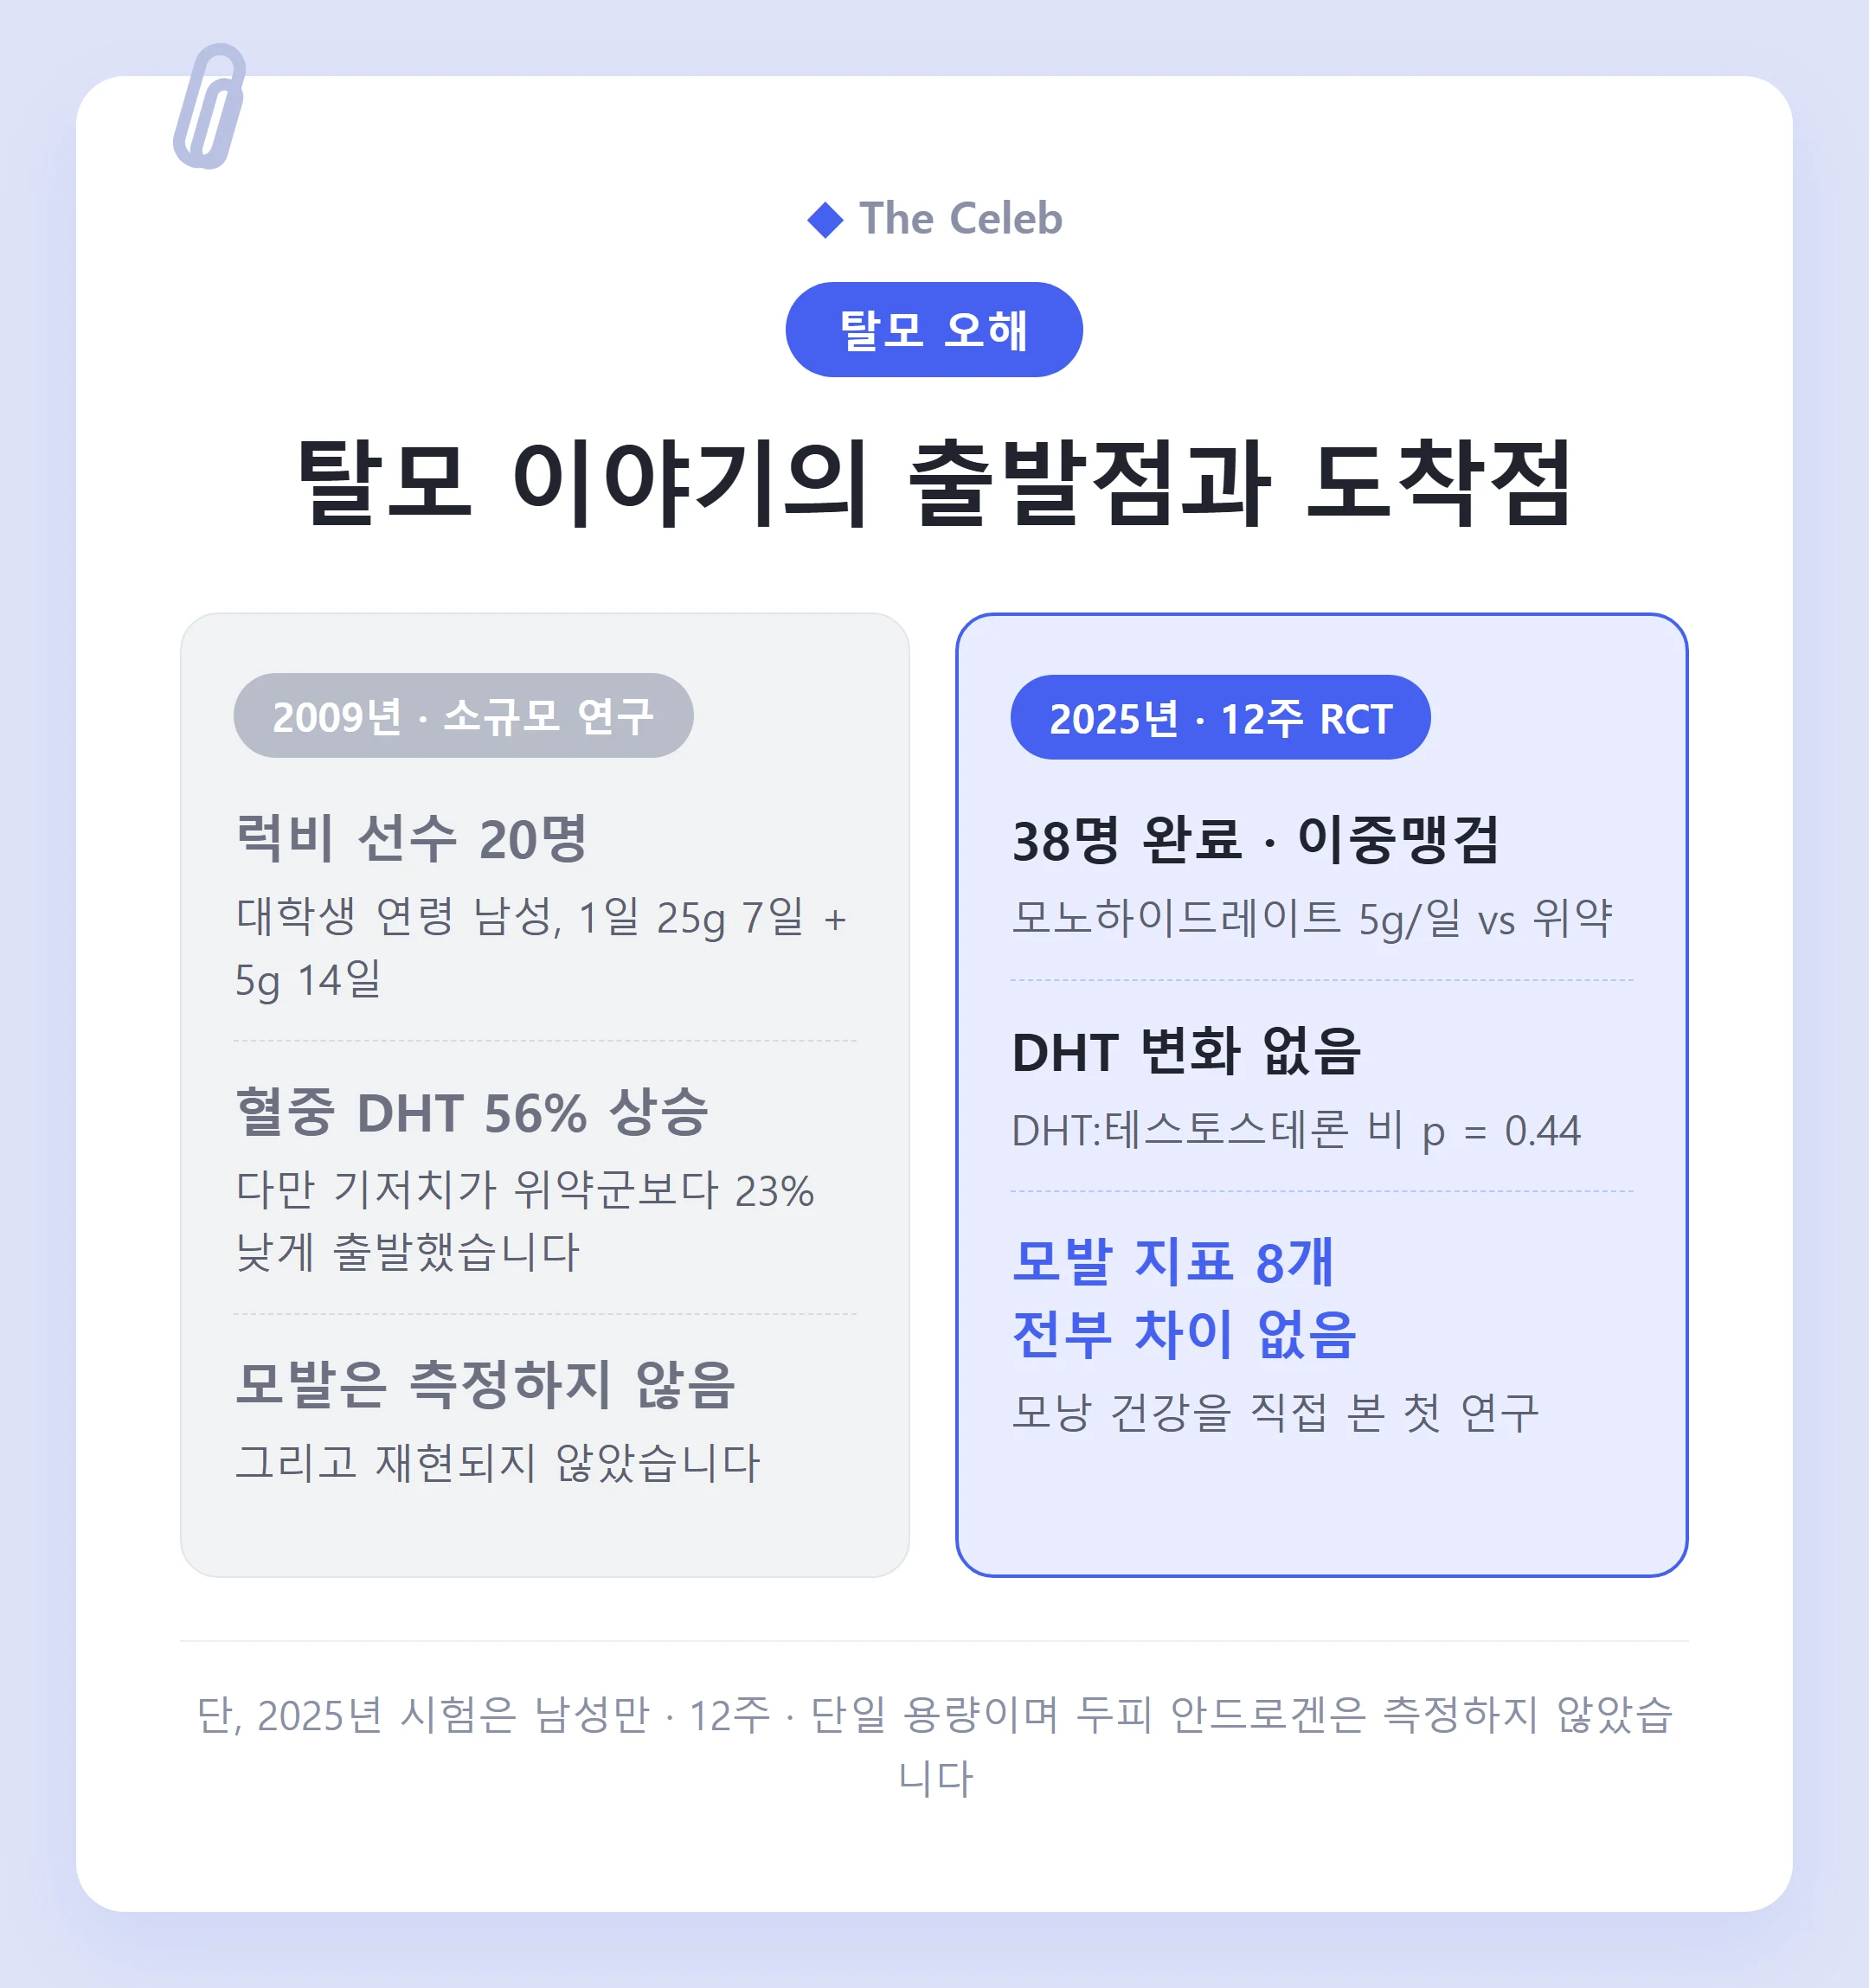 The Celeb
탈모 오해
탈모 이야기의 출발점과 도착점
2009년 · 소규모 연구
럭비 선수 20명
대학생 연령 남성, 1일 25g 7일 +
5g 14일
혈중 DHT 56% 상승
다만 기저치가 위약군보다 23%
낮게 출발했습니다
모발은 측정하지 않음
그리고 재현되지 않았습니다
2025년 · 12주 RCT
38명 완료 · 이중맹검
모노하이드레이트 5g/일 vs 위약
DHT 변화 없음
DHT:테스토스테론 비 p = 0.44
모발 지표 8개
전부 차이 없음
모낭 건강을 직접 본 첫 연구
단, 2025년 시험은 남성만 · 12주 · 단일 용량이며 두피 안드로겐은 측정하지 않았습
니다